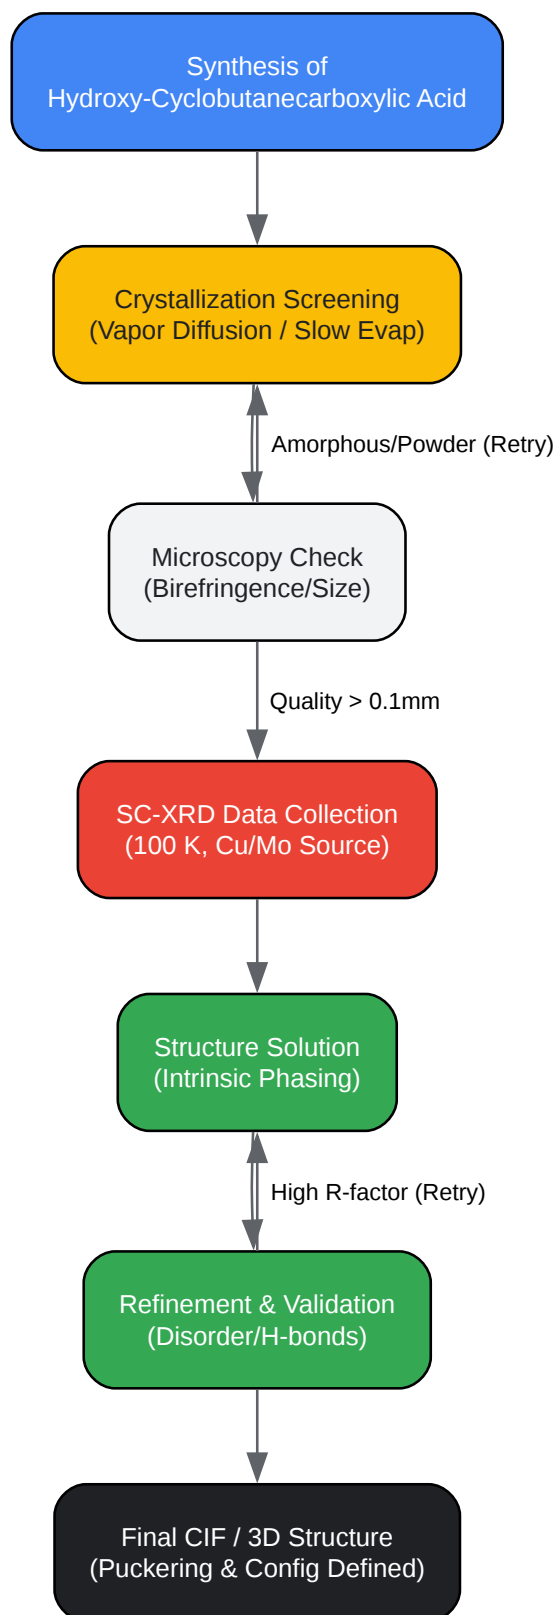 Synthesis of
Hydroxy-Cyclobutanecarboxylic Acid
Crystallization Screening
(Vapor Diffusion / Slow Evap)
Amorphous/Powder (Retry)
Microscopy Check
(Birefringence/Size)
Quality > 0.1mm
SC-XRD Data Collection
(100 K, Cu/Mo Source)
Structure Solution
(Intrinsic Phasing)
High R-factor (Retry)
Refinement & Validation
(Disorder/H-bonds)
Final CIF / 3D Structure
(Puckering & Config Defined)